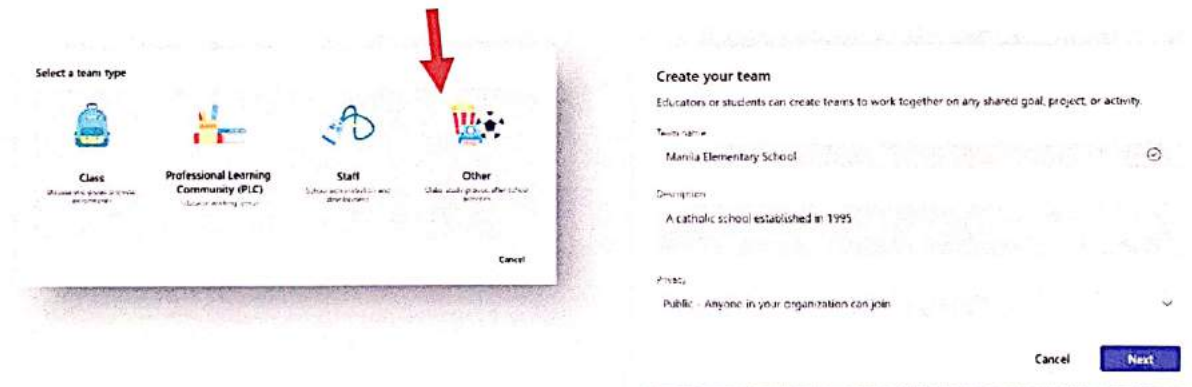 Select a team type
Class
Professional Learning
Community (PLC)
Staff
Other
Cancel
Create your team
Educators or students can create teams to work together on any shared goal, project, or activity.
Team name
Manila Elementary School
Description
A catholic school established in 1995
Privacy
Public - Anyone in your organization can join
Cancel
Next